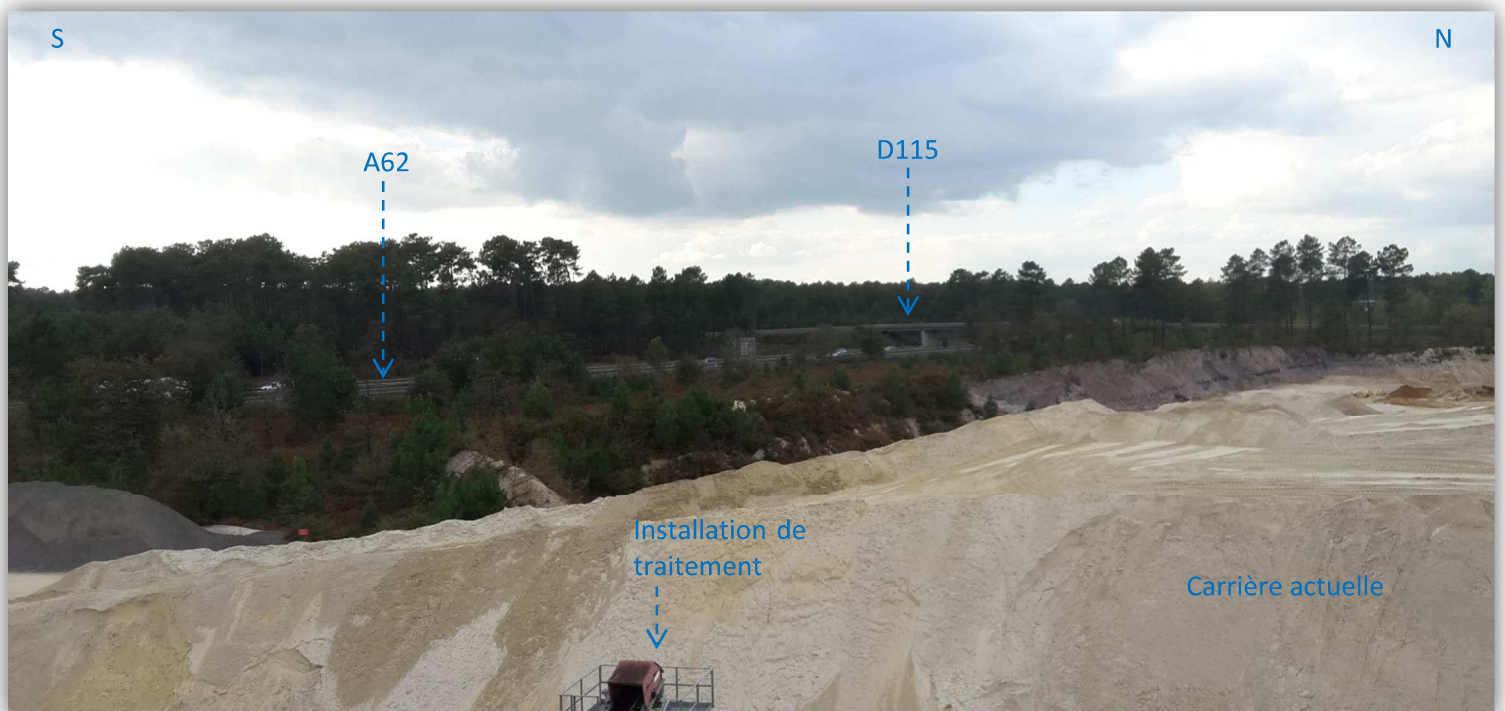 S
N
A62
D115
Installation de
traitement
Carrière actuelle